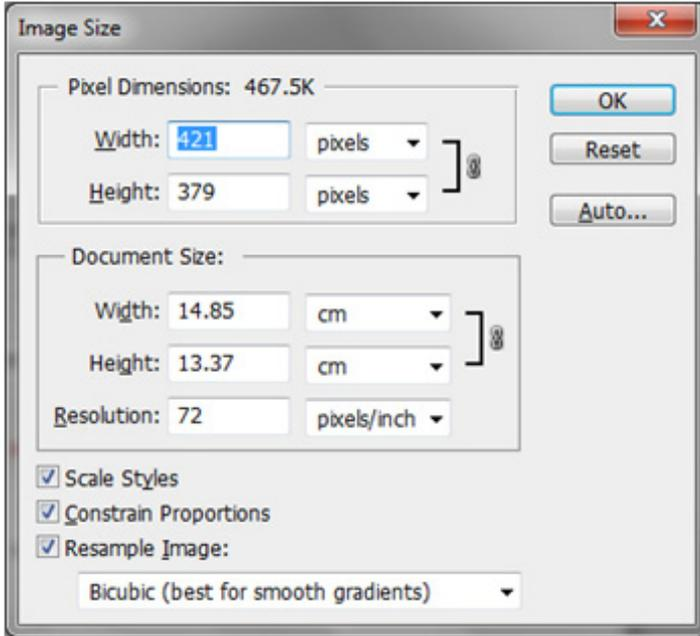 Image Size
Pixel Dimensions: 467.5K
Width: 421 pixels
Height: 379 pixels
OK
Reset
Auto...
Document Size:
Width: 14.85 cm
Height: 13.37 cm
Resolution: 72 pixels/inch
Scale Styles
Constrain Proportions
Resample Image:
Bicubic (best for smooth gradients)